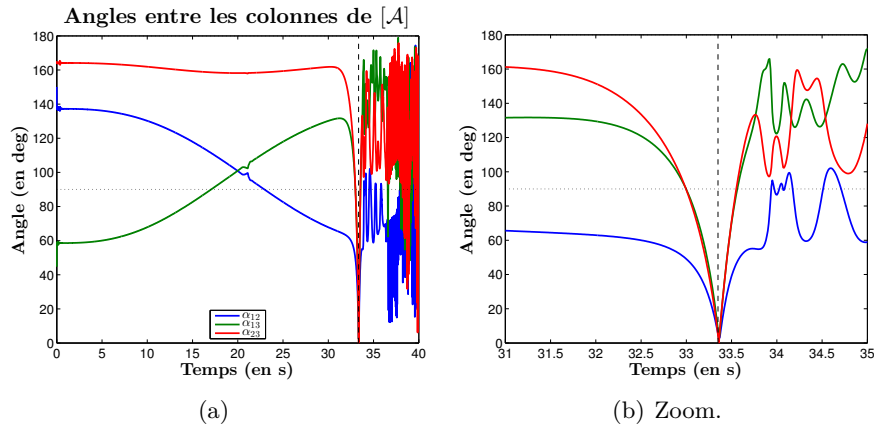 Angles entre les colonnes de [𝒜]
Angle (en deg)
180
160
140
120
100
80
60
40
20
0
α12
α13
α23
0 5 10 15 20 25 30 35 40
Temps (en s)
(a)
Angle (en deg)
180
160
140
120
100
80
60
40
20
0
31 31.5 32 32.5 33 33.5 34 34.5 35
Temps (en s)
(b) Zoom.